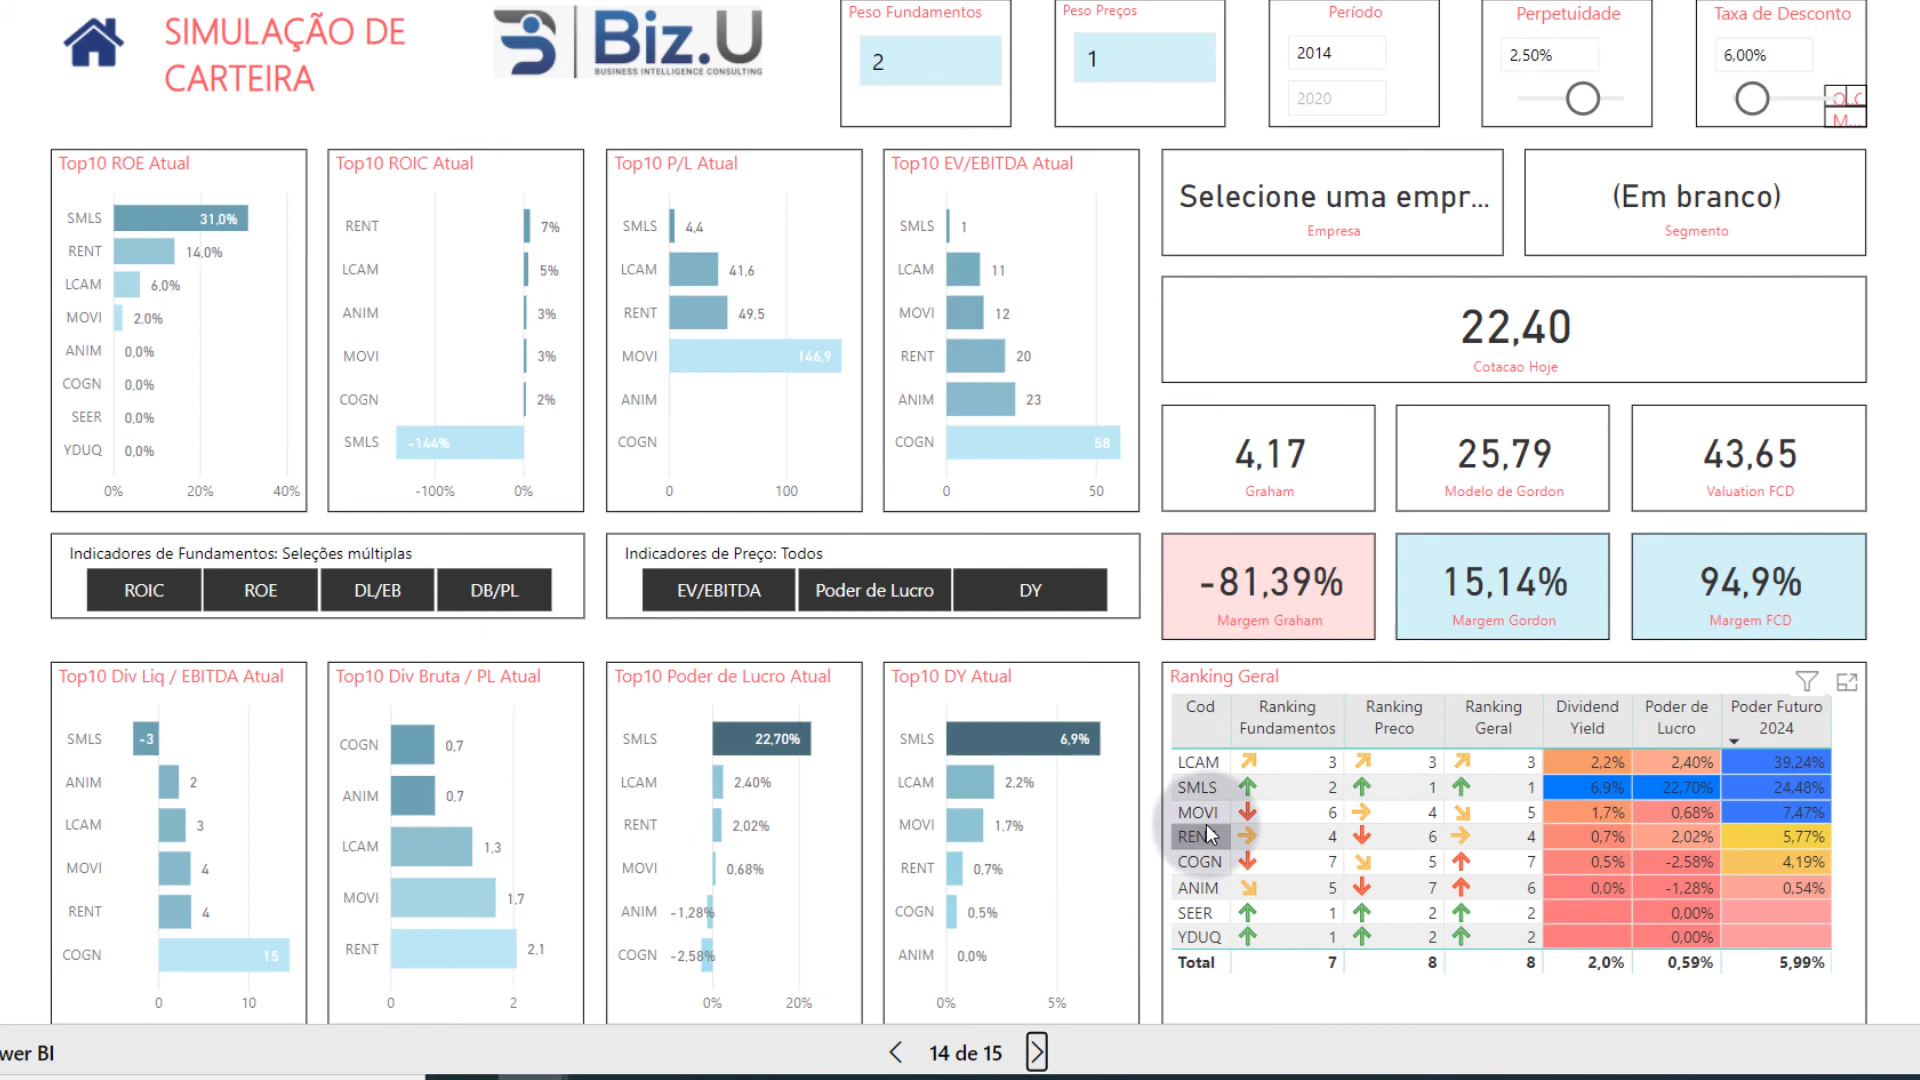 SIMULAÇÃO DE
CARTEIRA
Biz.U
BUSINESS INTELLIGENCE CONSULTING
Peso Fundamentos
2
Peso Preços
1
Período
2014
2020
Perpetuidade
2,50%
Taxa de Desconto
6,00%
M...
Top10 ROE Atual
SMLS 31,0%
RENT 14,0%
LCAM 6,0%
MOVI 2,0%
ANIM 0,0%
COGN 0,0%
SEER 0,0%
YDUQ 0,0%
0% 20% 40%
Top10 ROIC Atual
RENT 7%
LCAM 5%
ANIM 3%
MOVI 3%
COGN 2%
SMLS -144%
-100% 0%
Top10 P/L Atual
SMLS 4,4
LCAM 41,6
RENT 49,5
MOVI 146,9
ANIM
COGN
0 100
Top10 EV/EBITDA Atual
SMLS 1
LCAM 11
MOVI 12
RENT 20
ANIM 23
COGN 58
0 50
Selecione uma empr...
Empresa
(Em branco)
Segmento
22,40
Cotacao Hoje
4,17
Graham
25,79
Modelo de Gordon
43,65
Valuation FCD
-81,39%
Margem Graham
15,14%
Margem Gordon
94,9%
Margem FCD
Indicadores de Fundamentos: Seleções múltiplas
ROIC ROE DL/EB DB/PL
Indicadores de Preço: Todos
EV/EBITDA Poder de Lucro DY
Top10 Div Liq / EBITDA Atual
SMLS -3
ANIM 2
LCAM 3
MOVI 4
RENT 4
COGN 15
0 10
Top10 Div Bruta / PL Atual
COGN 0,7
ANIM 0,7
LCAM 1,3
MOVI 1,7
RENT 2,1
0 2
Top10 Poder de Lucro Atual
SMLS 22,70%
LCAM 2,40%
RENT 2,02%
MOVI 0,68%
ANIM -1,28%
COGN -2,58%
0% 20%
Top10 DY Atual
SMLS 6,9%
LCAM 2,2%
MOVI 1,7%
RENT 0,7%
COGN 0,5%
ANIM 0,0%
0% 5%
Ranking Geral
Cod Ranking Fundamentos Ranking Preco Ranking Geral Dividend Yield Poder de Lucro Poder Futuro 2024
LCAM 3 3 3 2,2% 2,40% 39,24%
SMLS 2 1 1 6,9% 22,70% 24,48%
MOVI 6 4 5 1,7% 0,68% 7,47%
RENT 4 6 4 0,7% 2,02% 5,77%
COGN 7 5 7 0,5% -2,58% 4,19%
ANIM 5 7 6 0,0% -1,28% 0,54%
SEER 1 2 2 0,00%
YDUQ 1 2 2 0,00%
Total 7 8 8 2,0% 0,59% 5,99%
wer BI
14 de 15